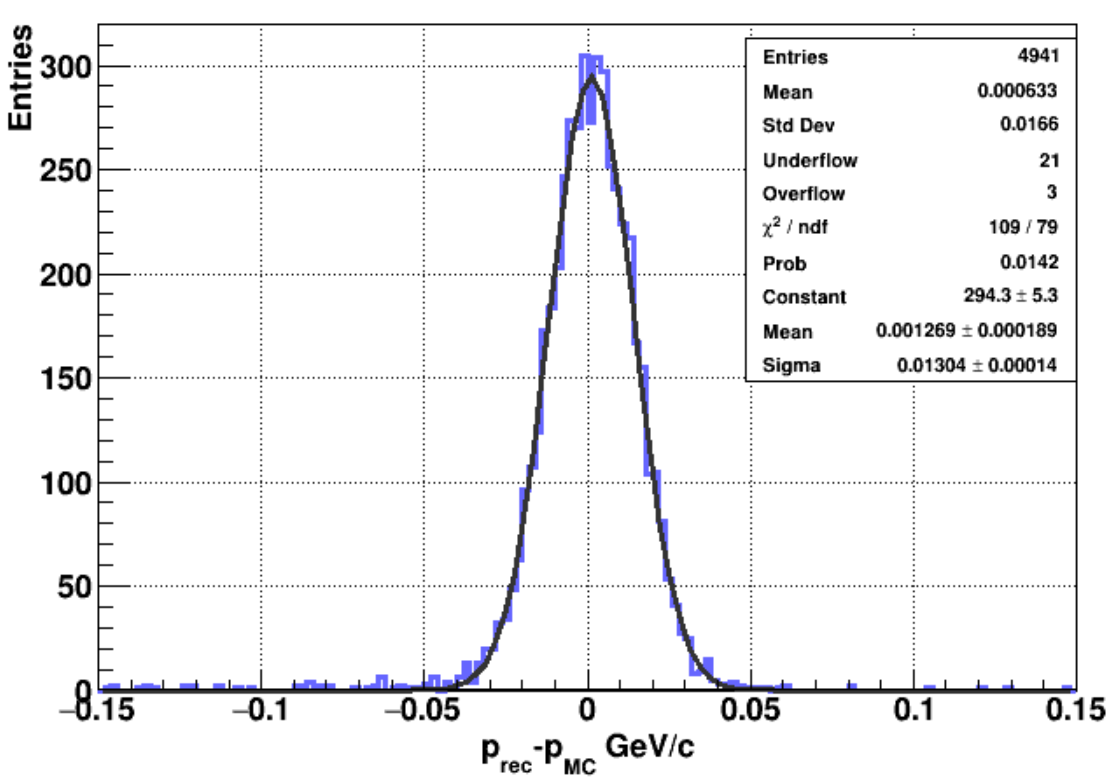 Entries
300
250
200
150
100
50
0
−0.15
−0.1
−0.05
0
0.05
0.1
0.15
p_rec-p_MC GeV/c
Entries 4941
Mean 0.000633
Std Dev 0.0166
Underflow 21
Overflow 3
χ² / ndf 109 / 79
Prob 0.0142
Constant 294.3 ± 5.3
Mean 0.001269 ± 0.000189
Sigma 0.01304 ± 0.00014